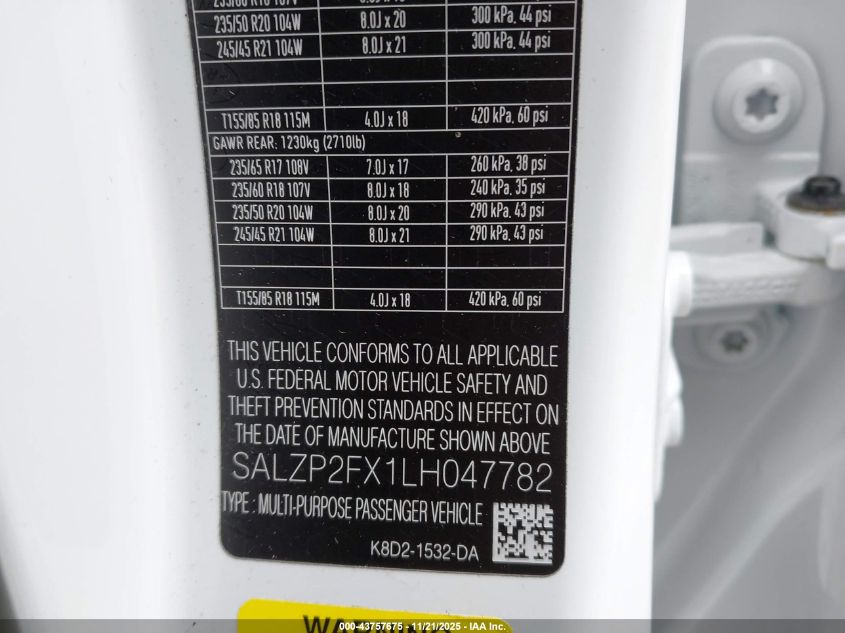 235/50 R20 104W 8.0J x 20 300 kPa, 44 psi
245/45 R21 104W 8.0J x 21 300 kPa, 44 psi
T155/85 R18 115M 4.0J x 18 420 kPa, 60 psi
GAWR REAR: 1230kg (2710lb)
235/65 R17 108V 7.0J x 17 260 kPa, 38 psi
235/60 R18 107V 8.0J x 18 240 kPa, 35 psi
235/50 R20 104W 8.0J x 20 290 kPa, 43 psi
245/45 R21 104W 8.0J x 21 290 kPa, 43 psi
T155/85 R18 115M 4.0J x 18 420 kPa, 60 psi
THIS VEHICLE CONFORMS TO ALL APPLICABLE
U.S. FEDERAL MOTOR VEHICLE SAFETY AND
THEFT PREVENTION STANDARDS IN EFFECT ON
THE DATE OF MANUFACTURE SHOWN ABOVE
SALZP2FX1LH047782
TYPE : MULTI-PURPOSE PASSENGER VEHICLE
K8D2-1532-DA
WARNING
000-43757675 - 11/21/2025 - IAA Inc.